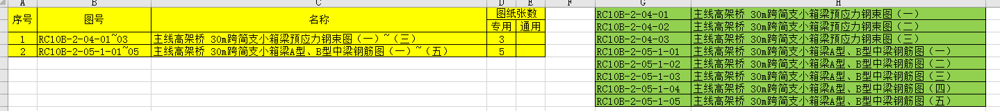 A B C D E F G H
序号 图号 名称 图纸张数
专用 通用
1 RC10B-2-04-01~03 主线高架桥 30m跨简支小箱梁预应力钢束图（一）~（三） 3
2 RC10B-2-05-1-01~05 主线高架桥 30m跨简支小箱梁A型、B型中梁钢筋图（一）~（五） 5
RC10B-2-04-01 主线高架桥 30m跨简支小箱梁预应力钢束图（一）
RC10B-2-04-02 主线高架桥 30m跨简支小箱梁预应力钢束图（二）
RC10B-2-04-03 主线高架桥 30m跨简支小箱梁预应力钢束图（三）
RC10B-2-05-1-01 主线高架桥 30m跨简支小箱梁A型、B型中梁钢筋图（一）
RC10B-2-05-1-02 主线高架桥 30m跨简支小箱梁A型、B型中梁钢筋图（二）
RC10B-2-05-1-03 主线高架桥 30m跨简支小箱梁A型、B型中梁钢筋图（三）
RC10B-2-05-1-04 主线高架桥 30m跨简支小箱梁A型、B型中梁钢筋图（四）
RC10B-2-05-1-05 主线高架桥 30m跨简支小箱梁A型、B型中梁钢筋图（五）